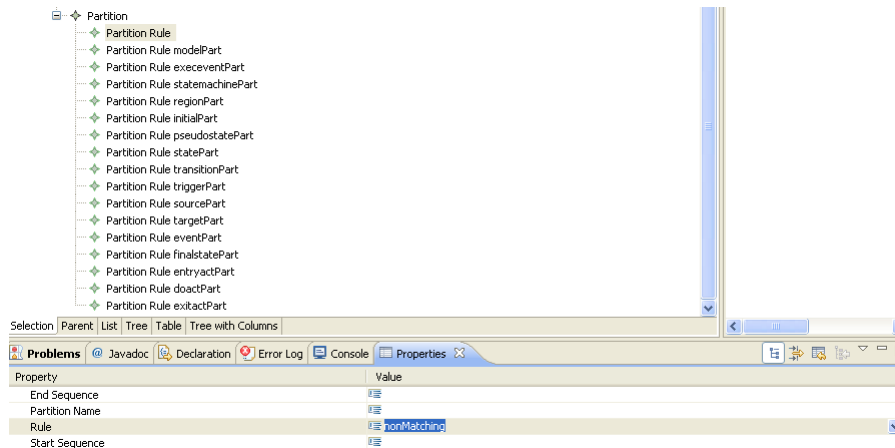 Partition
Partition Rule
Partition Rule modelPart
Partition Rule execeventPart
Partition Rule statemachinePart
Partition Rule regionPart
Partition Rule initialPart
Partition Rule pseudostatePart
Partition Rule statePart
Partition Rule transitionPart
Partition Rule triggerPart
Partition Rule sourcePart
Partition Rule targetPart
Partition Rule eventPart
Partition Rule finalstatePart
Partition Rule entryactPart
Partition Rule doactPart
Partition Rule exitactPart
Selection Parent List Tree Table Tree with Columns
Problems @ Javadoc Declaration Error Log Console Properties
Property Value
End Sequence
Partition Name
Rule nonMatching
Start Sequence